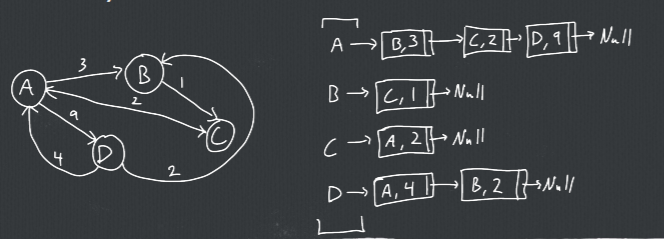 A
3
B
1
2
C
9
D
4
2
A → B,3 → C,2 → D,9 → Null
B → C,1 → Null
C → A,2 → Null
D → A,4 → B,2 → Null